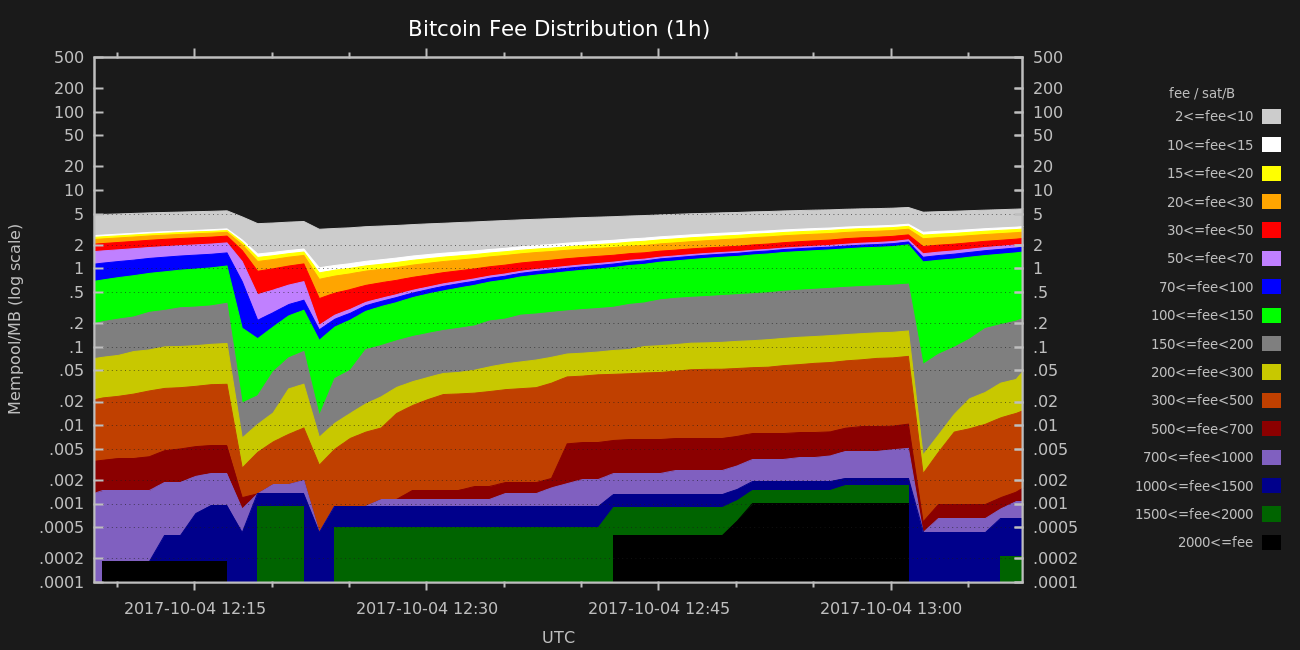 Bitcoin Fee Distribution (1h)
500 500
200 200
100 100
50 50
20 20
10 10
5 5
2 2
1 1
.5 .5
.2 .2
.1 .1
.05 .05
.02 .02
.01 .01
.005 .005
.002 .002
.001 .001
.0005 .0005
.0002 .0002
.0001 .0001
Mempool/MB (log scale)
2017-10-04 12:15 2017-10-04 12:30 2017-10-04 12:45 2017-10-04 13:00
UTC
fee / sat/B
2<=fee<10
10<=fee<15
15<=fee<20
20<=fee<30
30<=fee<50
50<=fee<70
70<=fee<100
100<=fee<150
150<=fee<200
200<=fee<300
300<=fee<500
500<=fee<700
700<=fee<1000
1000<=fee<1500
1500<=fee<2000
2000<=fee